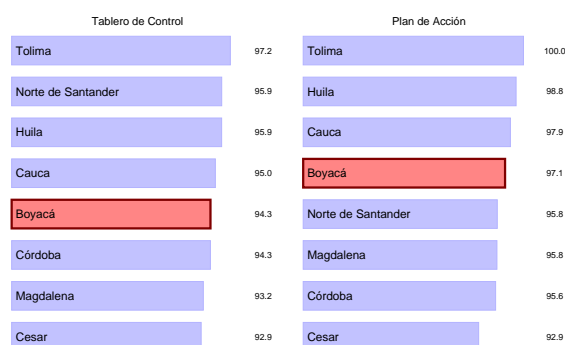 Tablero de Control
Tolima 97.2
Norte de Santander 95.9
Huila 95.9
Cauca 95.0
Boyacá 94.3
Córdoba 94.3
Magdalena 93.2
Cesar 92.9
Plan de Acción
Tolima 100.0
Huila 98.8
Cauca 97.9
Boyacá 97.1
Norte de Santander 95.8
Magdalena 95.8
Córdoba 95.6
Cesar 92.9